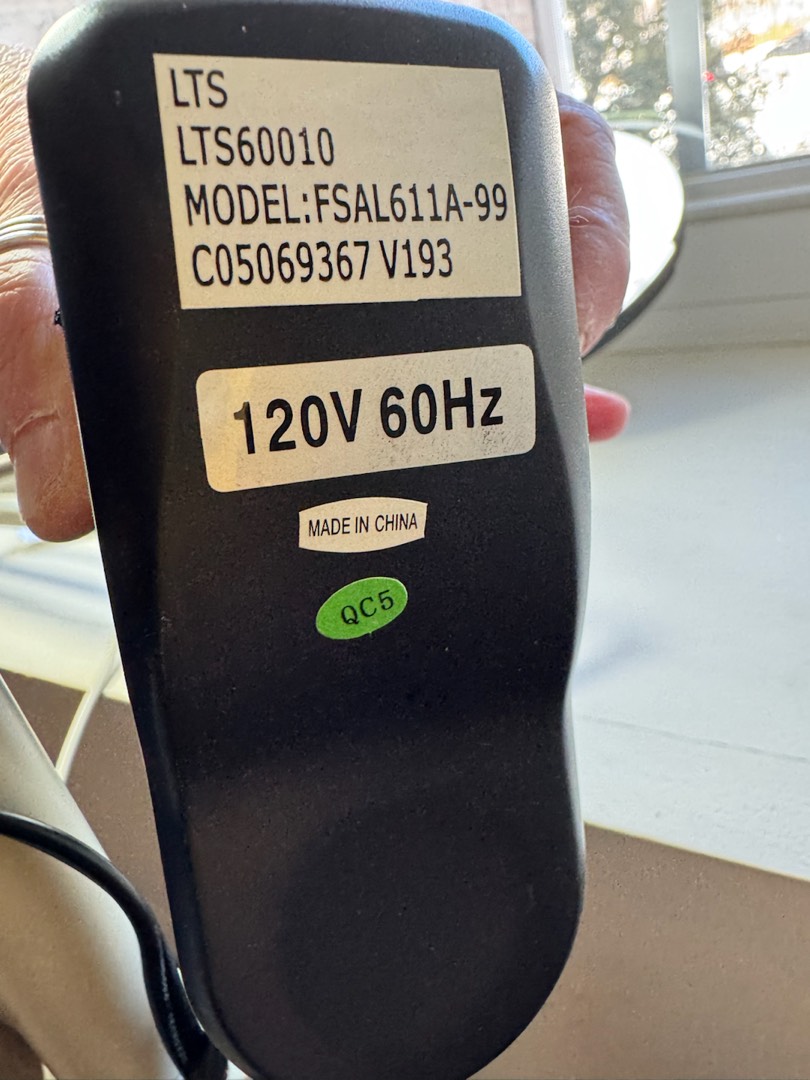 LTS
LTS60010
MODEL:FSAL611A-99
C05069367 V193
120V 60Hz
MADE IN CHINA
QC5